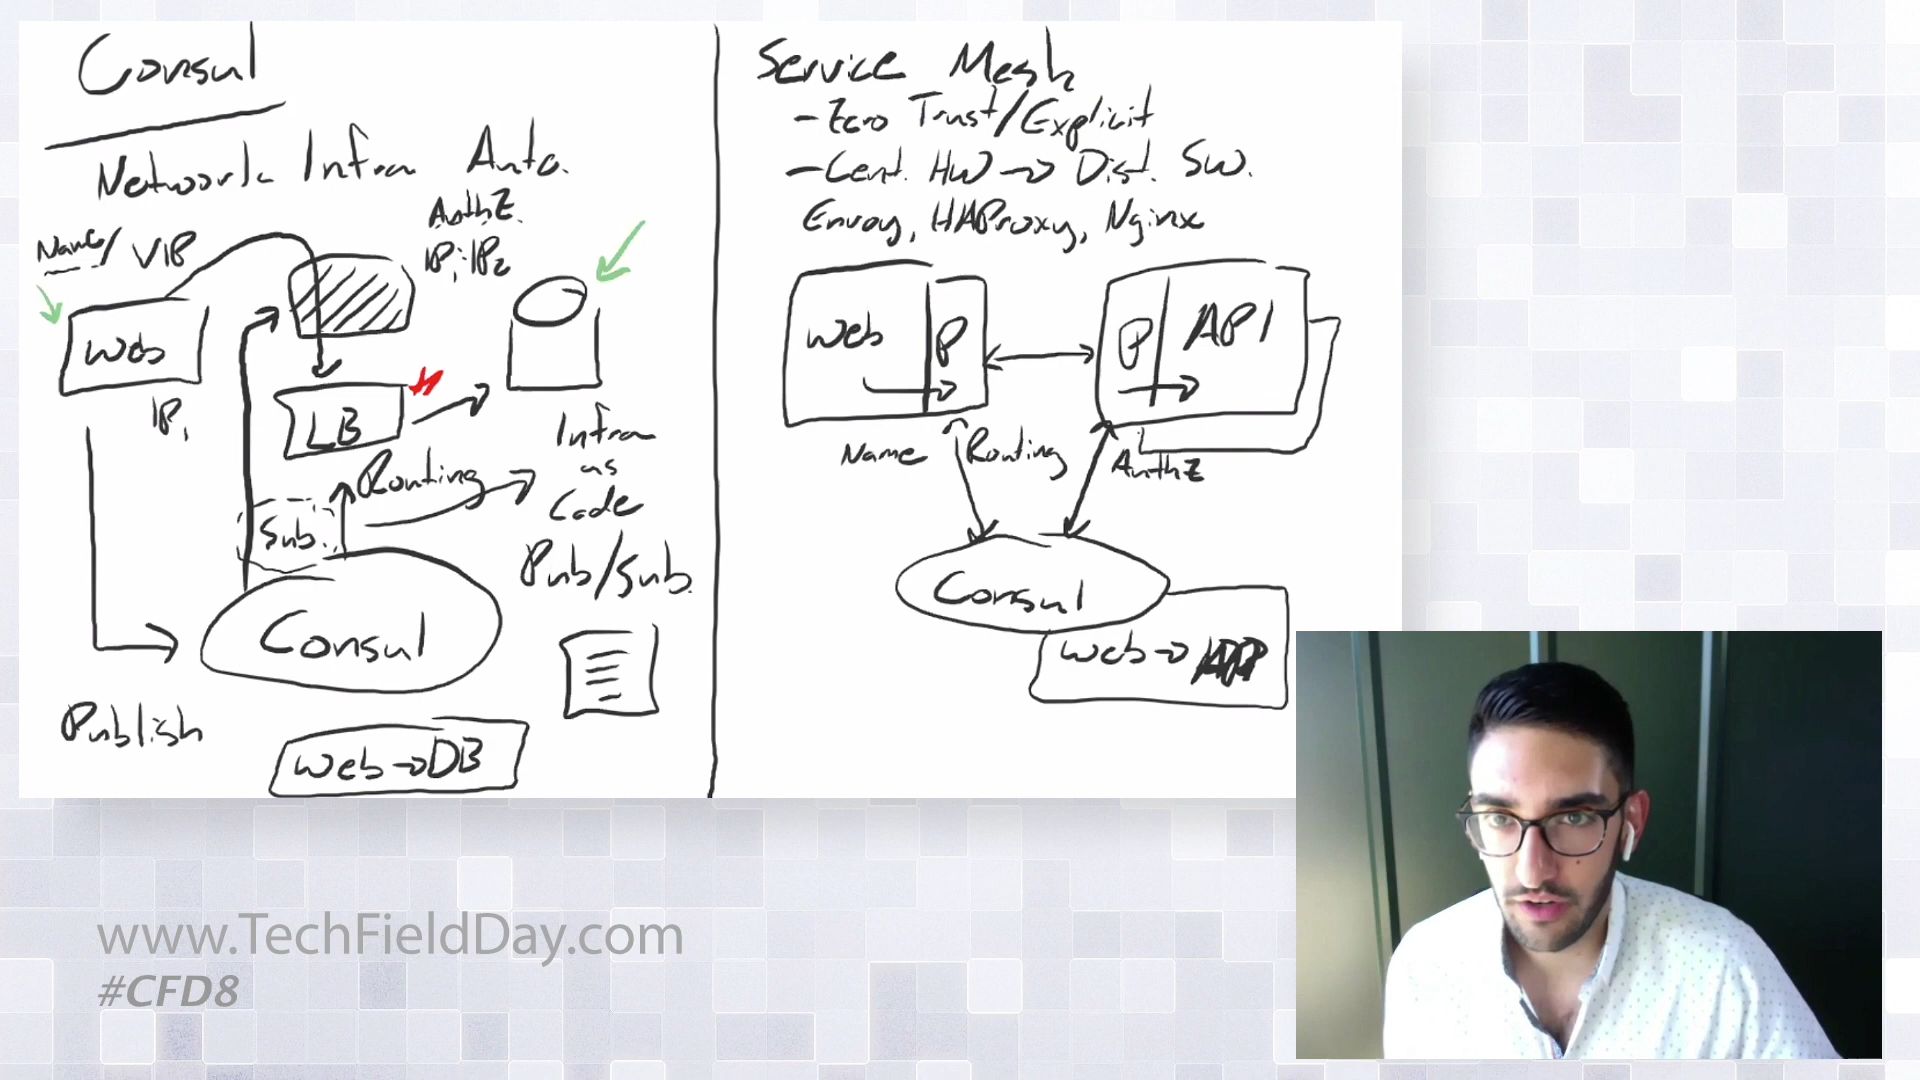 Consul
Network Infra Auto.
AuthZ
IP1:IP2
Name/VIP
Web
IP1
LB
Routing
Sub.
Infra
as
Code
Pub/Sub.
Consul
Publish
Web→DB
Service Mesh
-Zero Trust/Explicit
-Cent. HW→Dist. SW.
Envoy, HAProxy, Nginx
Web
P
P
API
Name
Routing
AuthZ
Consul
Web→
www.TechFieldDay.com
#CFD8